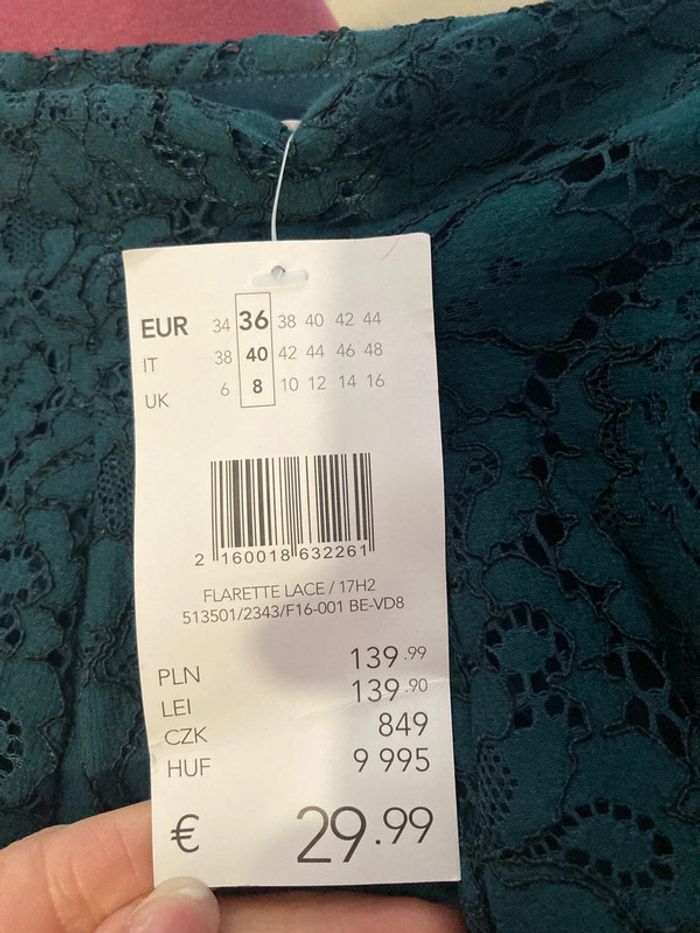 EUR 34 36 38 40 42 44
IT 38 40 42 44 46 48
UK 6 8 10 12 14 16
2 160018 632261
FLARETTE LACE / 17H2
513501/2343/F16-001 BE-VD8
PLN 139.99
LEI 139.90
CZK 849
HUF 9 995
€ 29.99